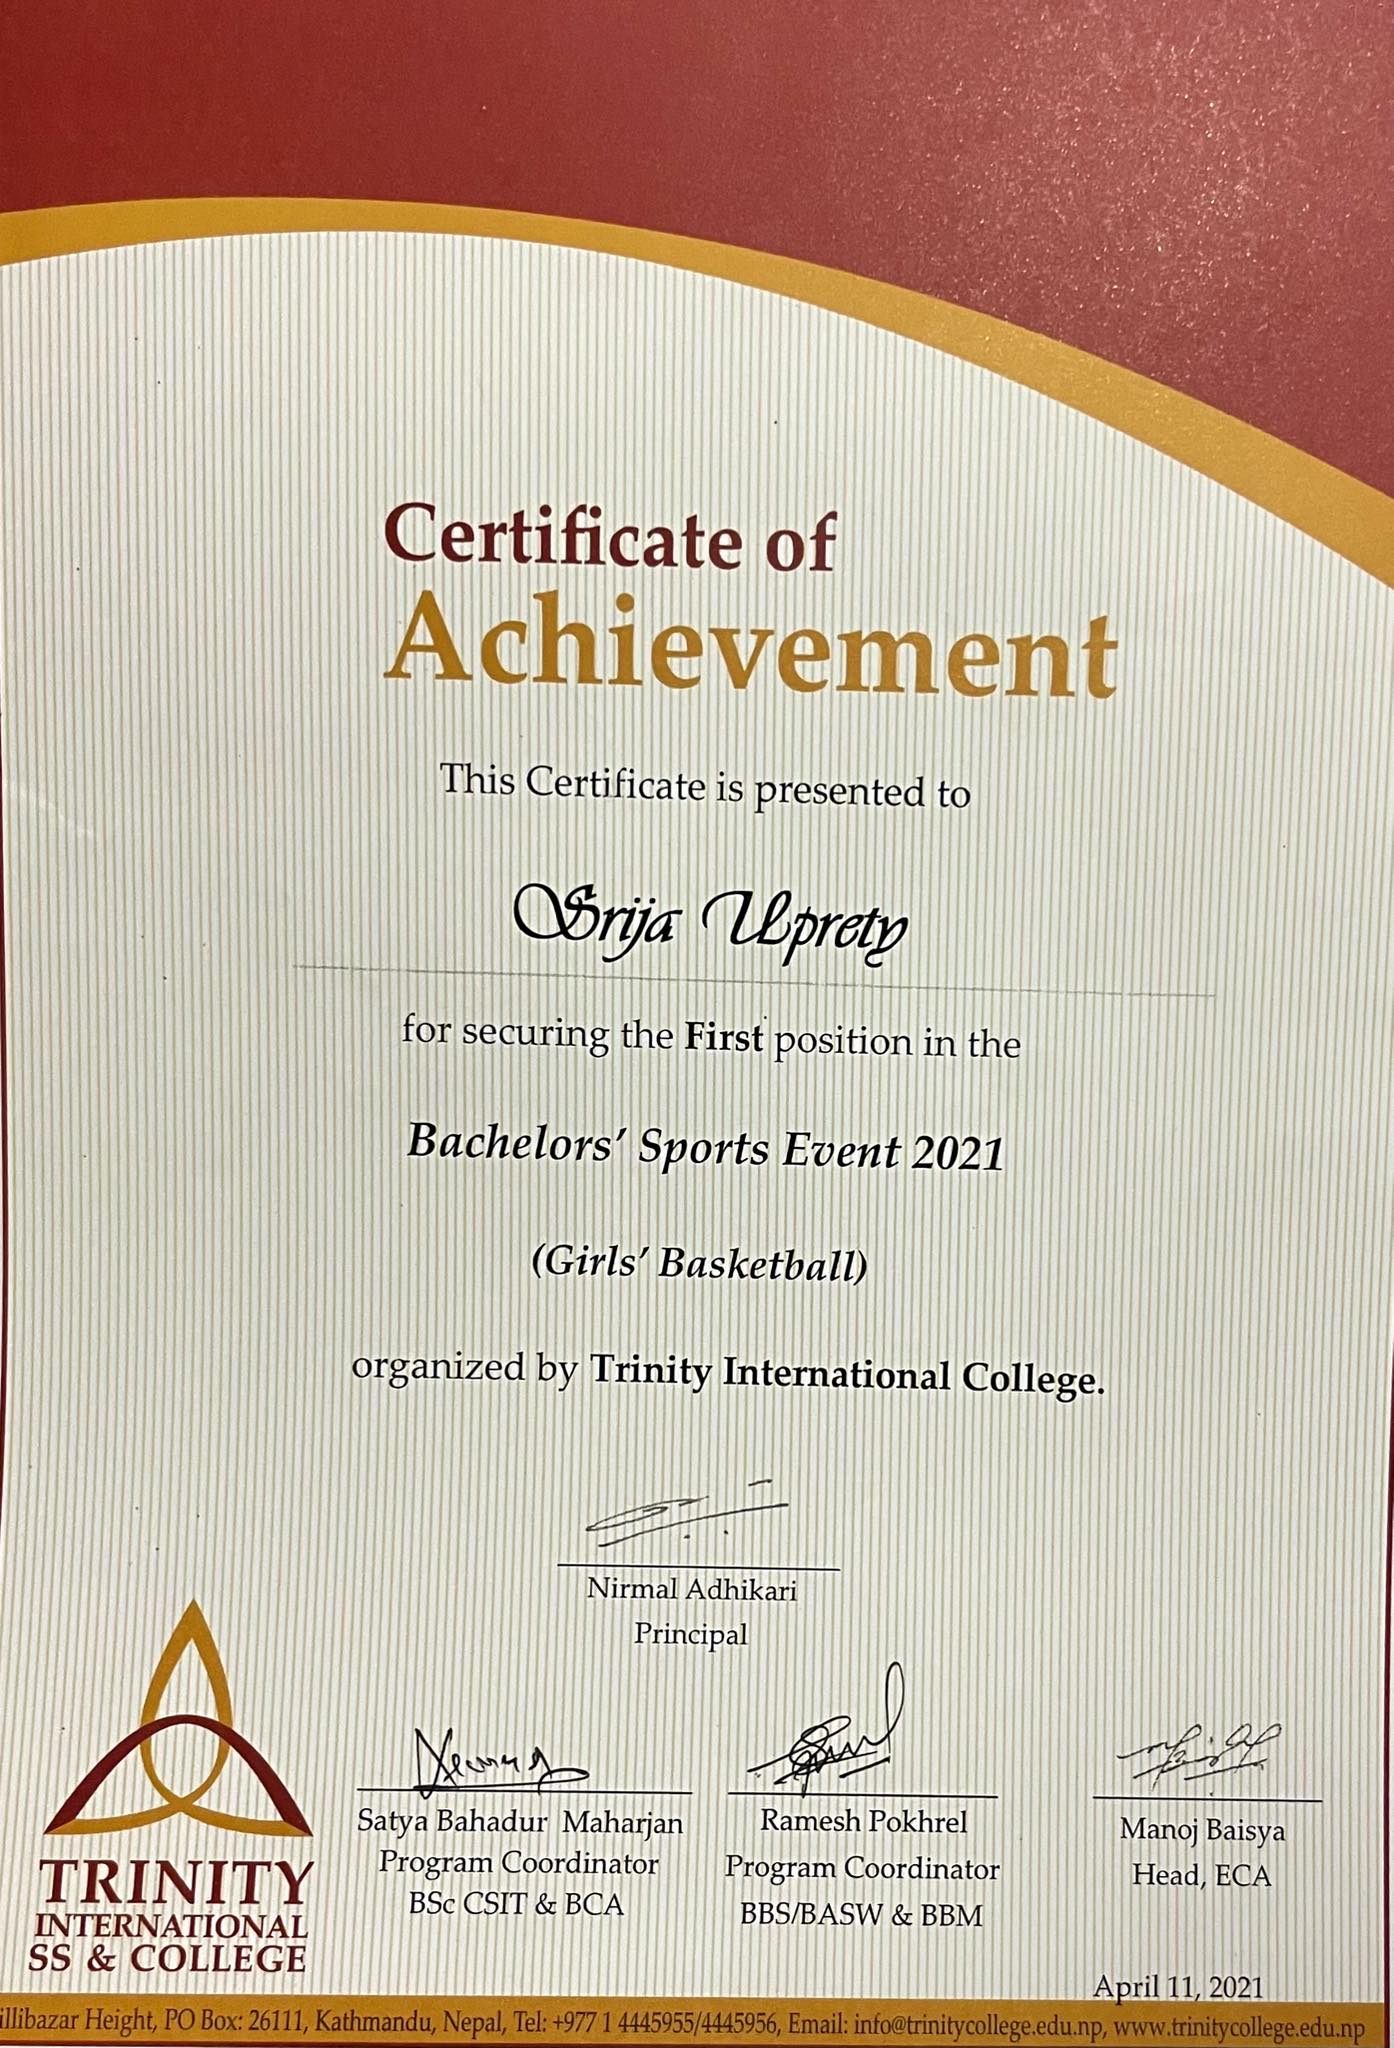 Certificate of
Achievement
This Certificate is presented to
Srija Uprety
for securing the First position in the
Bachelors' Sports Event 2021
(Girls' Basketball)
organized by Trinity International College.
Nirmal Adhikari
Principal
Satya Bahadur Maharjan
Program Coordinator
BSc CSIT & BCA
Ramesh Pokhrel
Program Coordinator
BBS/BASW & BBM
Manoj Baisya
Head, ECA
TRINITY
INTERNATIONAL
SS & COLLEGE
April 11, 2021
illibazar Height, PO Box: 26111, Kathmandu, Nepal, Tel: +977 1 4445955/4445956, Email: info@trinitycollege.edu.np, www.trinitycollege.edu.np